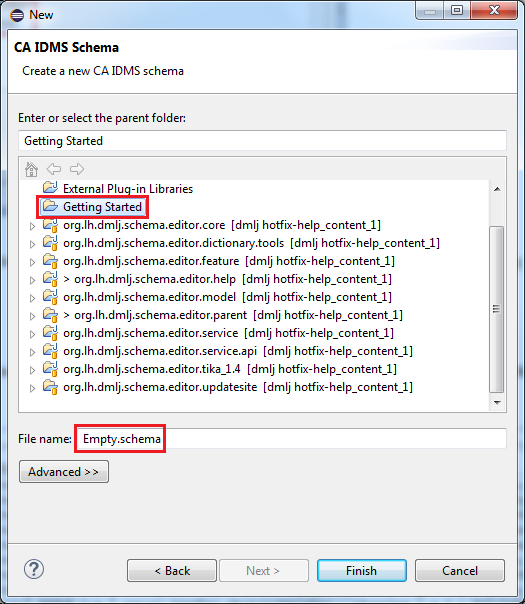 New
CA IDMS Schema
Create a new CA IDMS schema
Enter or select the parent folder:
Getting Started
External Plug-in Libraries
Getting Started
org.lh.dmlj.schema.editor.core [dmlj hotfix-help_content_1]
org.lh.dmlj.schema.editor.dictionary.tools [dmlj hotfix-help_content_1]
org.lh.dmlj.schema.editor.feature [dmlj hotfix-help_content_1]
> org.lh.dmlj.schema.editor.help [dmlj hotfix-help_content_1]
org.lh.dmlj.schema.editor.model [dmlj hotfix-help_content_1]
> org.lh.dmlj.schema.editor.parent [dmlj hotfix-help_content_1]
org.lh.dmlj.schema.editor.service [dmlj hotfix-help_content_1]
org.lh.dmlj.schema.editor.service.api [dmlj hotfix-help_content_1]
org.lh.dmlj.schema.editor.tika_1.4 [dmlj hotfix-help_content_1]
org.lh.dmlj.schema.editor.updatesite [dmlj hotfix-help_content_1]
File name: Empty.schema
Advanced >>
? < Back Next > Finish Cancel